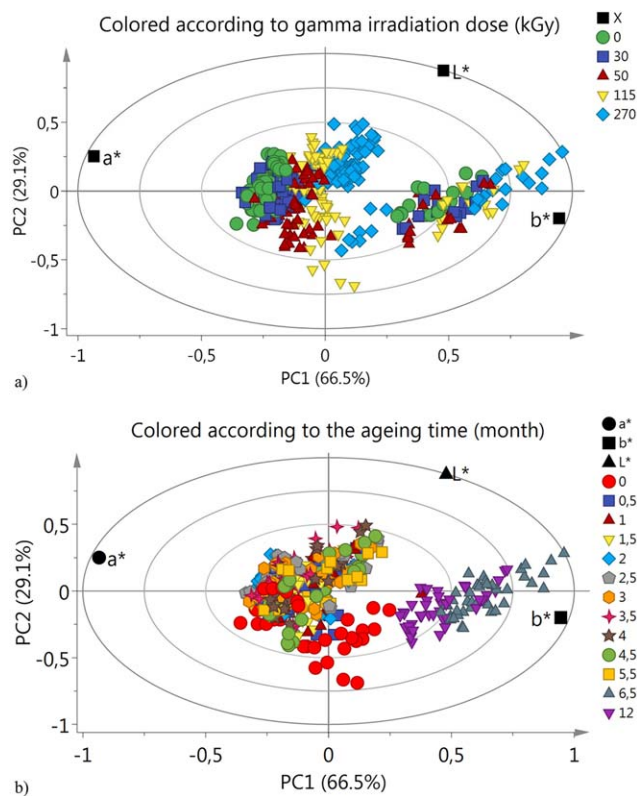 Colored according to gamma irradiation dose (kGy)
X
0
30
50
115
270
L*
a*
b*
0,5
0
-0,5
-1
PC2 (29.1%)
-1
-0,5
0
0,5
1
PC1 (66.5%)
a)
Colored according to the ageing time (month)
a*
b*
L*
0
0,5
1
1,5
2
2,5
3
3,5
4
4,5
5,5
6,5
12
L*
a*
b*
0,5
0
-0,5
-1
PC2 (29.1%)
-1
-0,5
0
0,5
1
PC1 (66.5%)
b)